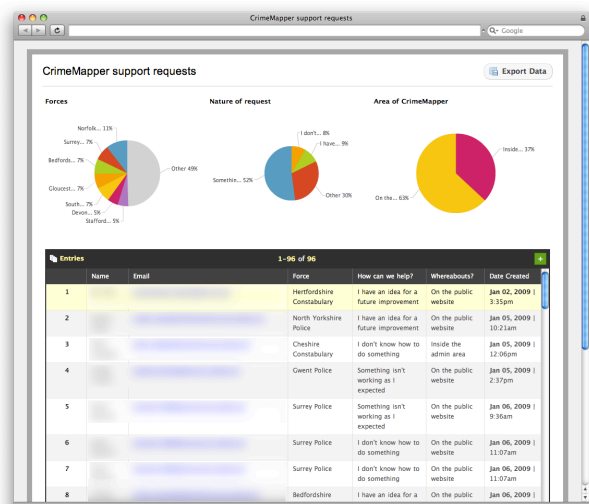 CrimeMapper support requests
Google
CrimeMapper support requests
Export Data
Forces
Nature of request
Area of CrimeMapper
Norfolk... 11%
Surrey... 7%
Bedfords... 7%
Gloucest... 7%
South... 7%
Devon... 5%
Stafford... 5%
Other 49%
I don't... 8%
I have... 9%
Somethin... 52%
Other 30%
Inside... 37%
On the... 63%
Entries
1-96 of 96
+
Name Email Force How can we help? Whereabouts? Date Created
1 Hertfordshire I have an idea for a On the public Jan 02, 2009 |
Constabulary future improvement website 3:35pm
2 North Yorkshire I have an idea for a On the public Jan 05, 2009 |
Police future improvement website 10:21am
3 Cheshire I don't know how to Inside the Jan 05, 2009 |
Constabulary do something admin area 12:06pm
4 Gwent Police Something isn't On the public Jan 05, 2009 |
working as I website 2:37pm
expected
5 Surrey Police Something isn't On the public Jan 06, 2009 |
working as I website 9:36am
expected
6 Surrey Police I don't know how to On the public Jan 06, 2009 |
do something website 11:07am
7 Surrey Police I don't know how to On the public Jan 06, 2009 |
do something website 11:07am
8 Bedfordshire I have an idea for a On the public Jan 06, 2009 |